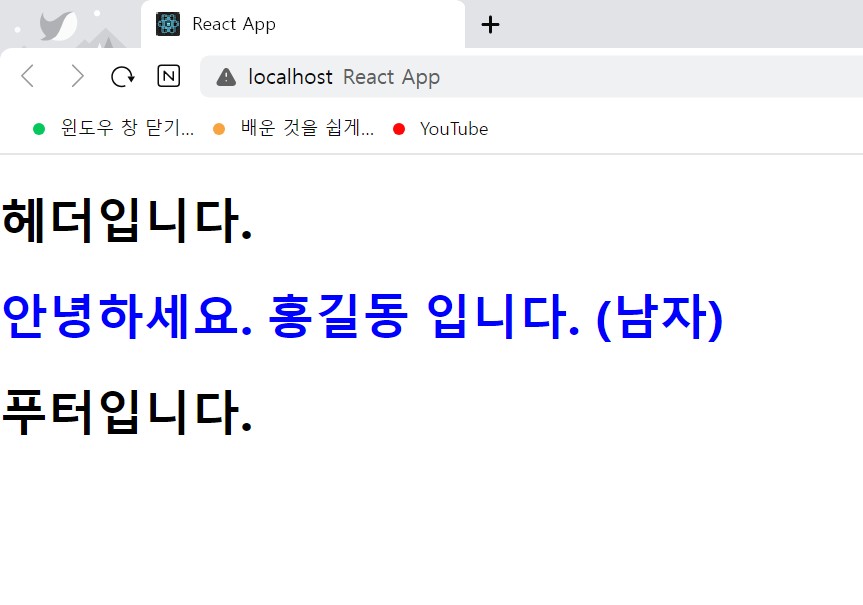 React App
N
localhost React App
윈도우 창 닫기... 배운 것을 쉽게... YouTube
헤더입니다.
안녕하세요. 홍길동 입니다. (남자)
푸터입니다.